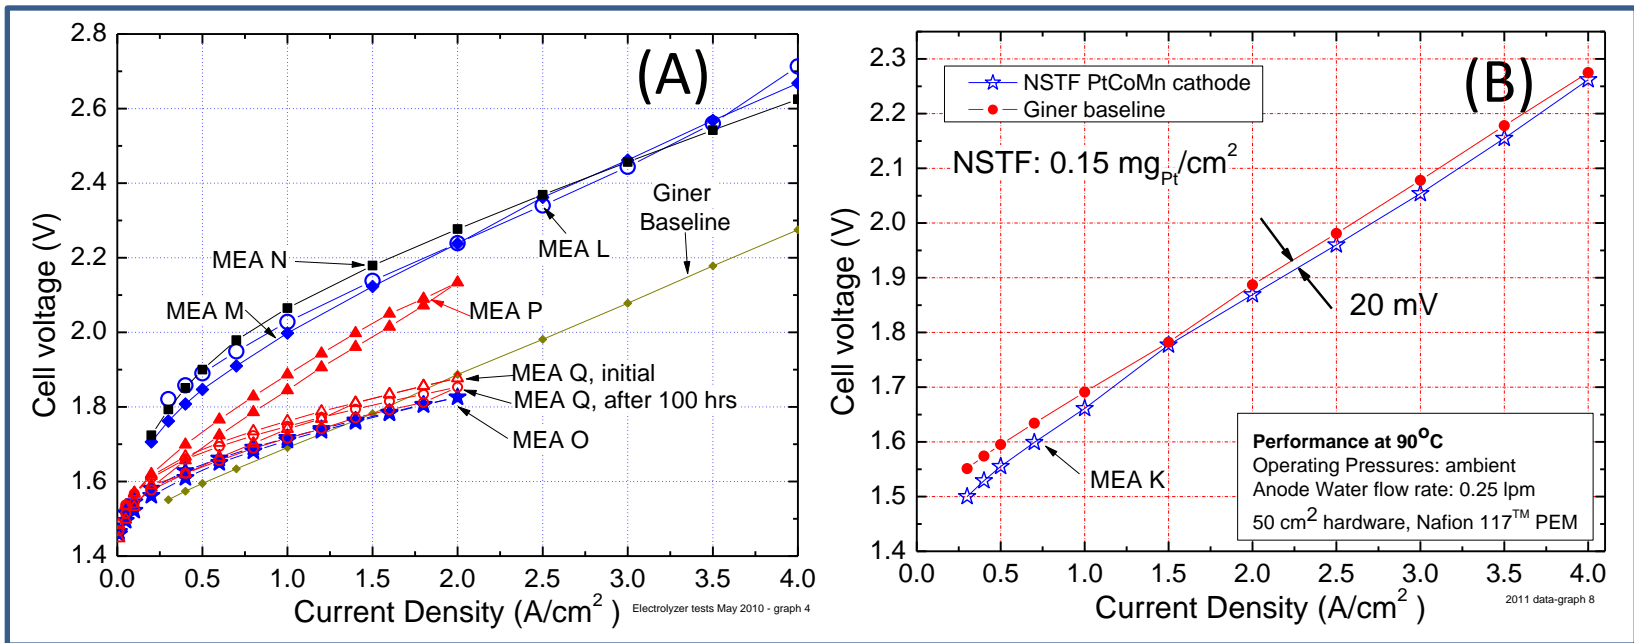 (A)
2.8
2.6
2.4
2.2
2.0
1.8
1.6
1.4
Cell voltage (V)
Giner
Baseline
MEA L
MEA N
MEA M
MEA P
MEA Q, initial
MEA Q, after 100 hrs
MEA O
0.0 0.5 1.0 1.5 2.0 2.5 3.0 3.5 4.0
Current Density (A/cm²)
Electrolyzer tests May 2010 - graph 4
(B)
2.3
2.2
2.1
2.0
1.9
1.8
1.7
1.6
1.5
1.4
Cell voltage (V)
NSTF PtCoMn cathode
Giner baseline
NSTF: 0.15 mgPt/cm²
20 mV
MEA K
Performance at 90°C
Operating Pressures: ambient
Anode Water flow rate: 0.25 lpm
50 cm² hardware, Nafion 117™ PEM
0.0 0.5 1.0 1.5 2.0 2.5 3.0 3.5 4.0
Current Density (A/cm²)
2011 data-graph 8